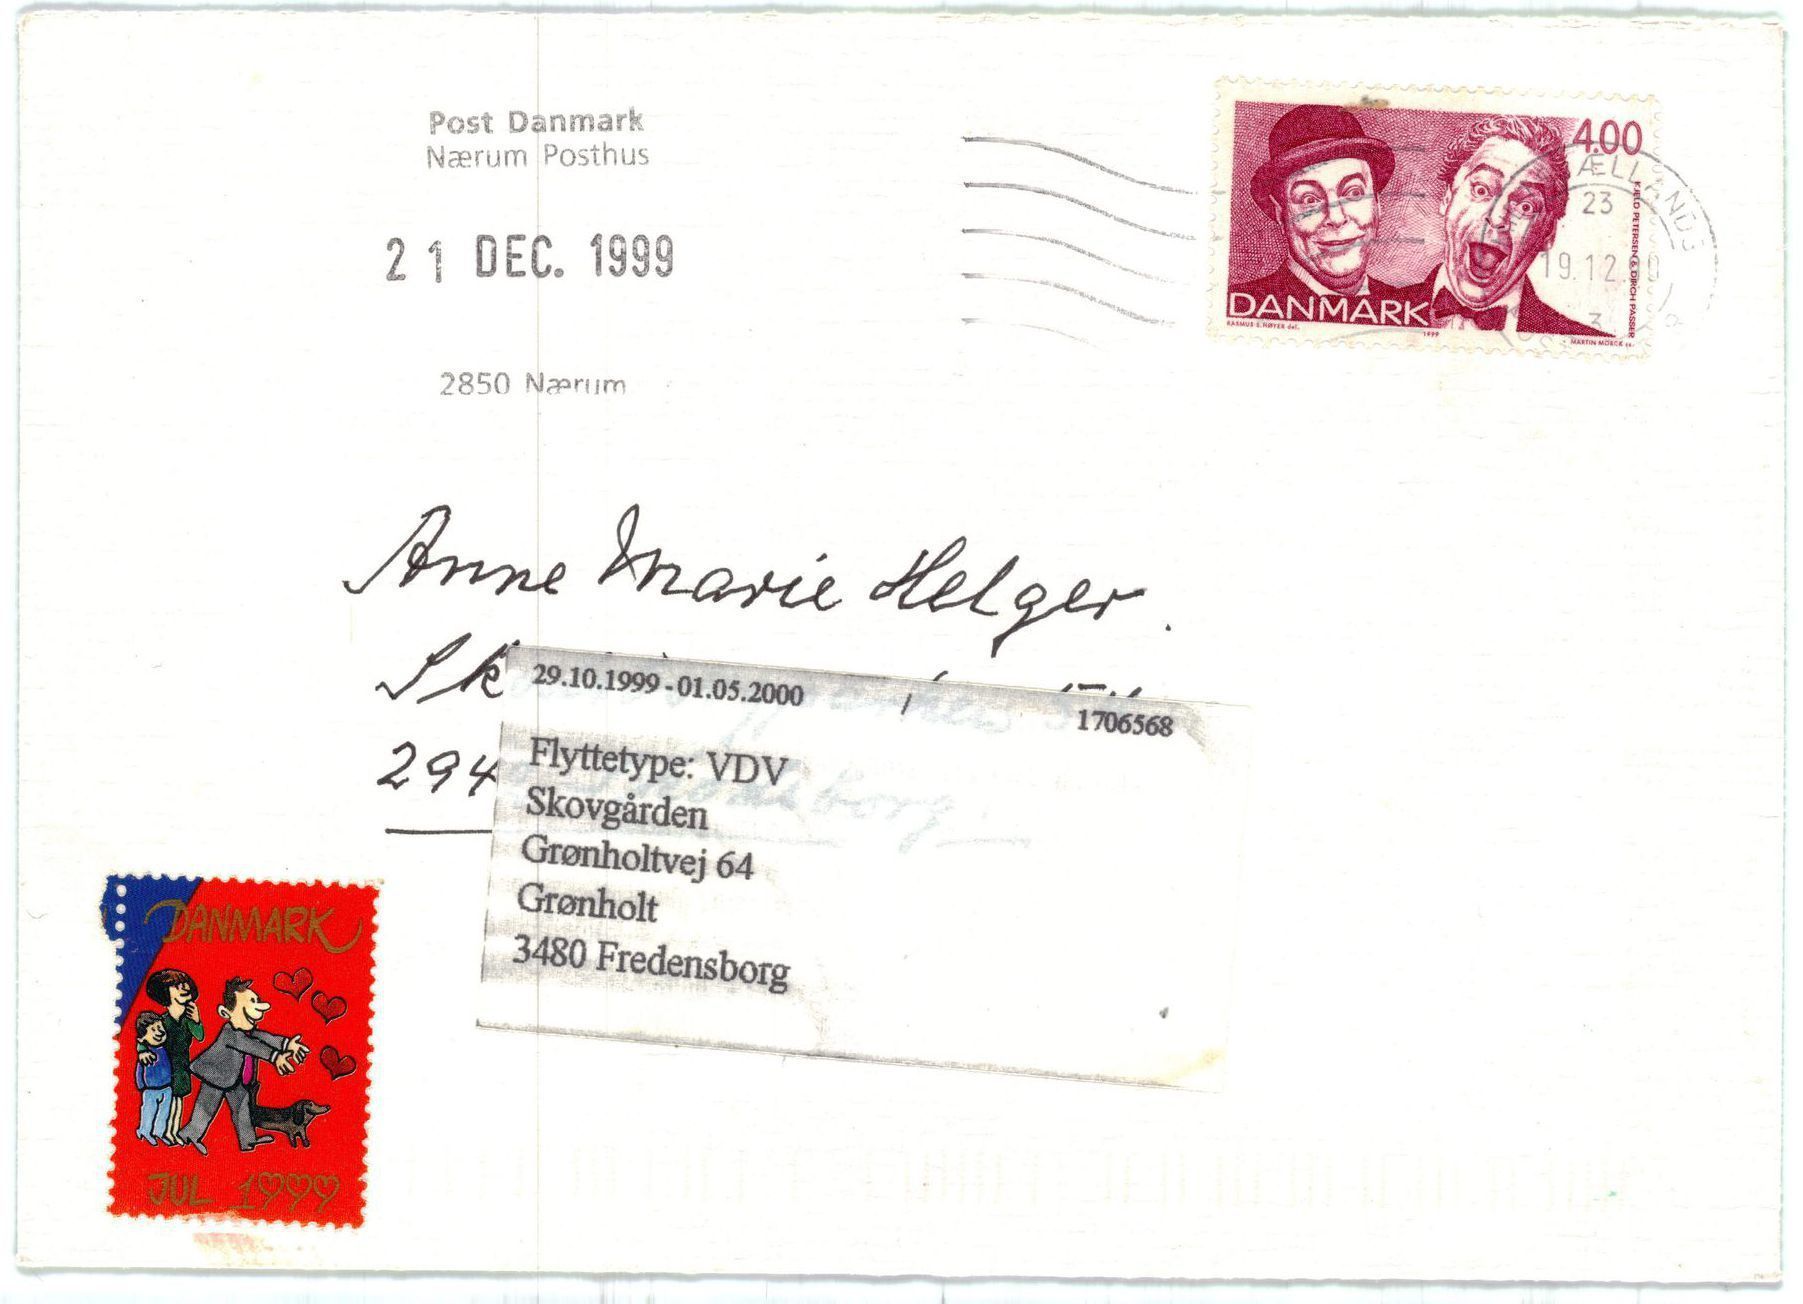 Post Danmark
Nærum Posthus
21 DEC. 1999
2850 Nærum
4.00
KJELD PETERSEN & DIRCH PASSER
DANMARK
RASMUS S. NØYER del.
1999
MARTIN MÖRCK sc.
ÆLLANDS
23
19.12.
Anne Marie Helger.
Sk
294
29.10.1999-01.05.2000
1706568
Flyttetype: VDV
Skovgården
Grønholtvej 64
Grønholt
3480 Fredensborg
DANMARK
JUL 1999